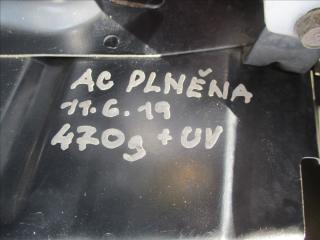 AC PLNĚNA
11.6.19
470g + UV